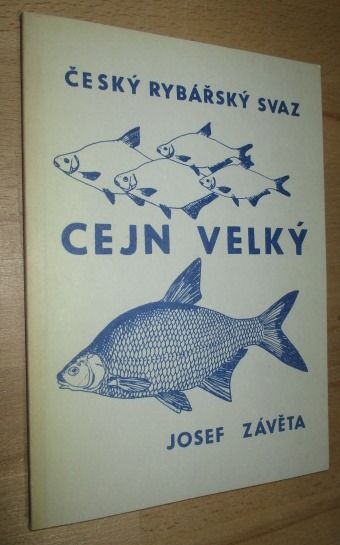 ČESKÝ RYBÁŘSKÝ SVAZ
CEJN VELKÝ
JOSEF ZÁVĚTA